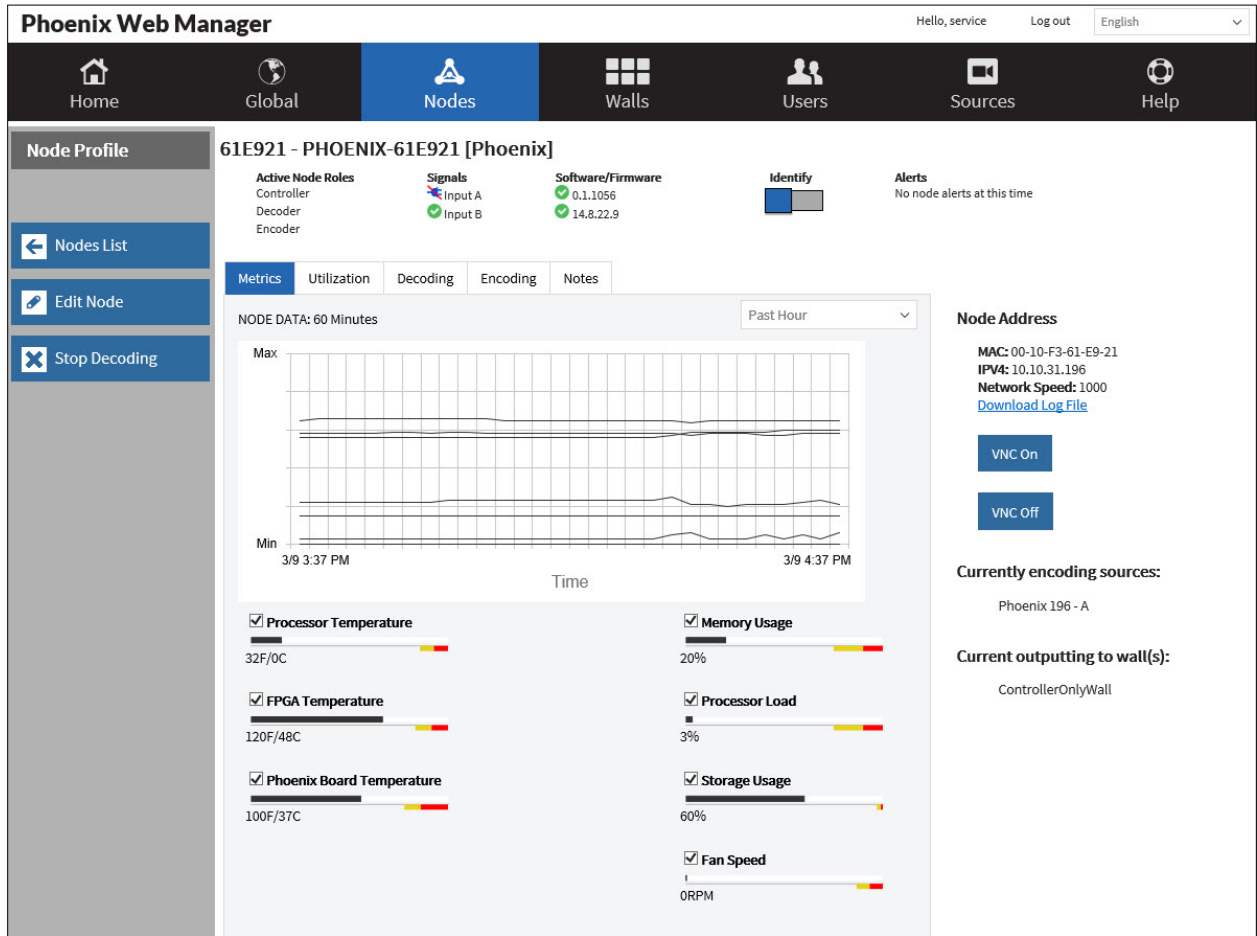 Phoenix Web Manager
Hello, service
Log out
English
Home
Global
Nodes
Walls
Users
Sources
Help
Node Profile
Nodes List
Edit Node
Stop Decoding
61E921 - PHOENIX-61E921 [Phoenix]
Active Node Roles
Controller
Decoder
Encoder
Signals
Input A
Input B
Software/Firmware
0.1.1056
14.8.22.9
Identify
Alerts
No node alerts at this time
Metrics
Utilization
Decoding
Encoding
Notes
NODE DATA: 60 Minutes
Past Hour
Max
Min
3/9 3:37 PM
3/9 4:37 PM
Time
Processor Temperature
32F/0C
FPGA Temperature
120F/48C
Phoenix Board Temperature
100F/37C
Memory Usage
20%
Processor Load
3%
Storage Usage
60%
Fan Speed
0RPM
Node Address
MAC: 00-10-F3-61-E9-21
IPV4: 10.10.31.196
Network Speed: 1000
Download Log File
VNC On
VNC Off
Currently encoding sources:
Phoenix 196 - A
Current outputting to wall(s):
ControllerOnlyWall